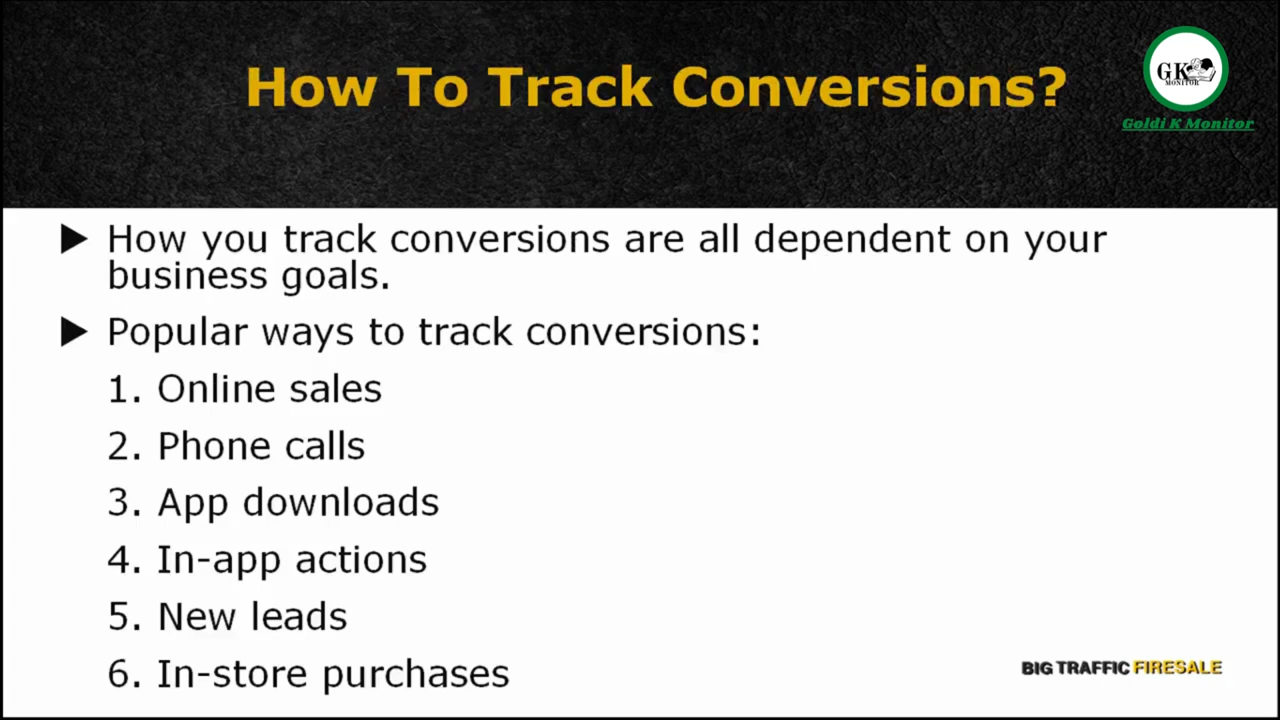 How To Track Conversions?
GK
MONITOR
Goldi K Monitor
▶ How you track conversions are all dependent on your
business goals.
▶ Popular ways to track conversions:
1. Online sales
2. Phone calls
3. App downloads
4. In-app actions
5. New leads
6. In-store purchases
BIG TRAFFIC FIRESALE